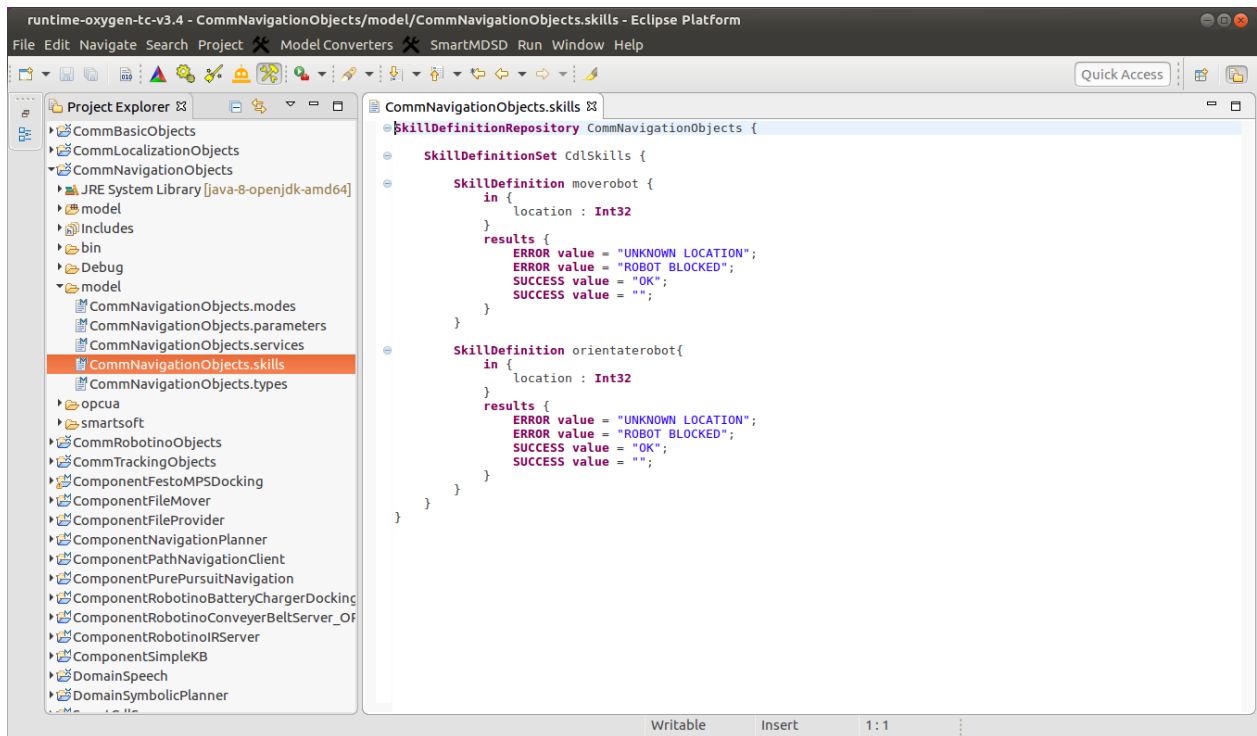 runtime-oxygen-tc-v3.4 - CommNavigationObjects/model/CommNavigationObjects.skills - Eclipse Platform
File Edit Navigate Search Project Model Converters SmartMDSD Run Window Help
Quick Access
Project Explorer
CommBasicObjects
CommLocalizationObjects
CommNavigationObjects
JRE System Library [java-8-openjdk-amd64]
model
Includes
bin
Debug
model
CommNavigationObjects.modes
CommNavigationObjects.parameters
CommNavigationObjects.services
CommNavigationObjects.skills
CommNavigationObjects.types
opcua
smartsoft
CommRobotinoObjects
CommTrackingObjects
ComponentFestoMPSDocking
ComponentFileMover
ComponentFileProvider
ComponentNavigationPlanner
ComponentPathNavigationClient
ComponentPurePursuitNavigation
ComponentRobotinoBatteryChargerDocking
ComponentRobotinoConveyerBeltServer_OP
ComponentRobotinoIRServer
ComponentSimpleKB
DomainSpeech
DomainSymbolicPlanner
CommNavigationObjects.skills
SkillDefinitionRepository CommNavigationObjects {
SkillDefinitionSet CdlSkills {
SkillDefinition moverobot {
in {
location : Int32
}
results {
ERROR value = "UNKNOWN LOCATION";
ERROR value = "ROBOT BLOCKED";
SUCCESS value = "OK";
SUCCESS value = "";
}
}
SkillDefinition orientaterobot{
in {
location : Int32
}
results {
ERROR value = "UNKNOWN LOCATION";
ERROR value = "ROBOT BLOCKED";
SUCCESS value = "OK";
SUCCESS value = "";
}
}
}
}
Writable Insert 1 : 1